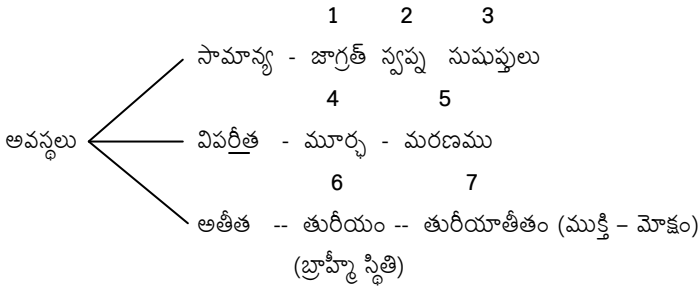 1 2 3
సామాన్య - జాగ్రత్ స్వప్న సుషుప్తులు
4 5
అవస్థలు విపరీత - మూర్ఛ - మరణము
6 7
అతీత -- తురీయం -- తురీయాతీతం (ముక్తి – మోక్షం)
(బ్రాహ్మీ స్థితి)